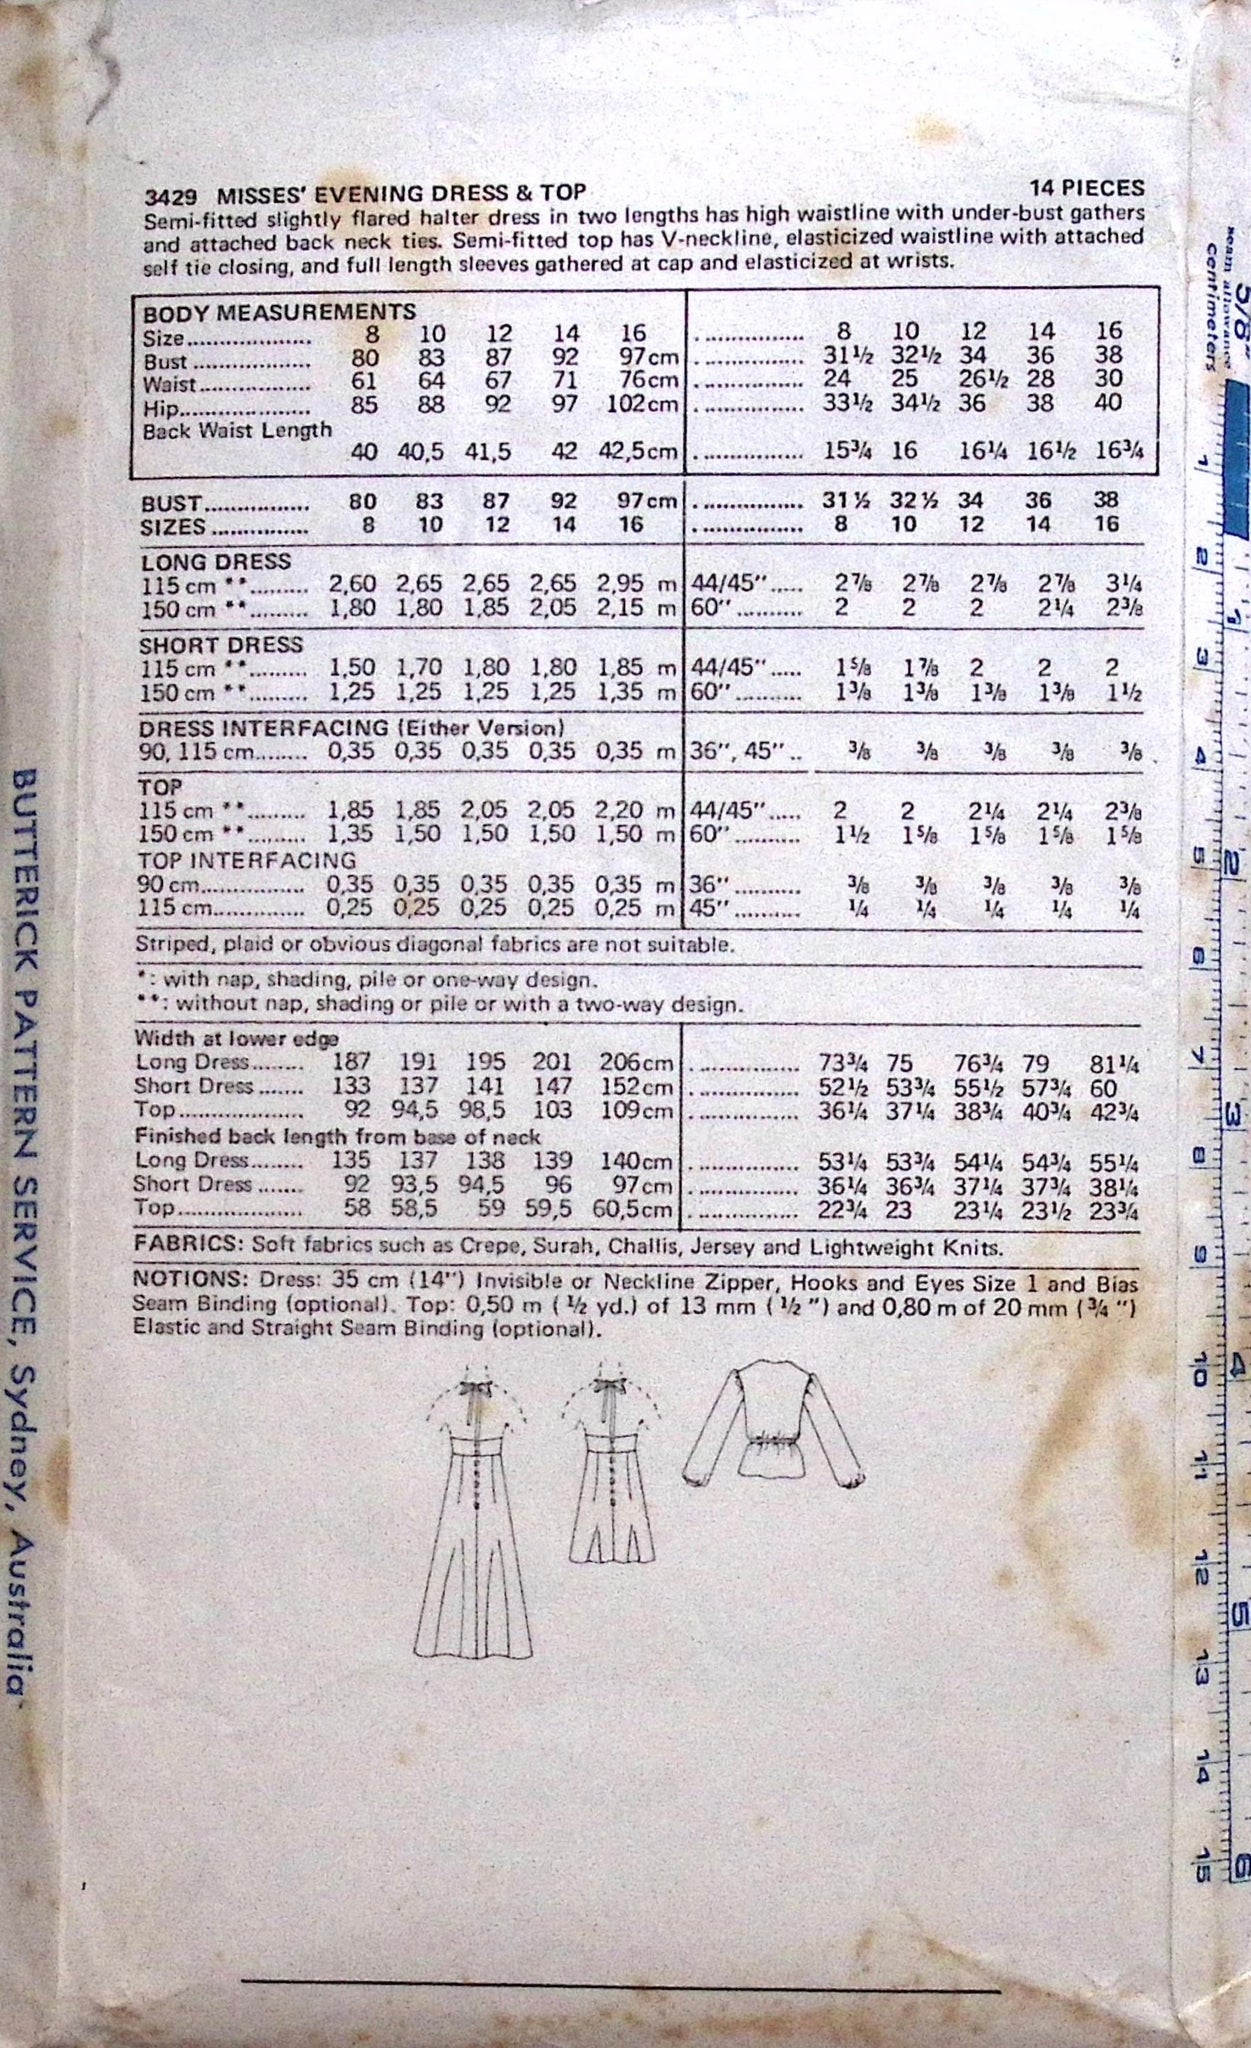 3429 MISSES' EVENING DRESS & TOP 14 PIECES
Semi-fitted slightly flared halter dress in two lengths has high waistline with under-bust gathers
and attached back neck ties. Semi-fitted top has V-neckline, elasticized waistline with attached
self tie closing, and full length sleeves gathered at cap and elasticized at wrists.
BODY MEASUREMENTS
Size................... 8 10 12 14 16 ................ 8 10 12 14 16
Bust .................. 80 83 87 92 97cm ................ 31½ 32½ 34 36 38
Waist................. 61 64 67 71 76cm ................ 24 25 26½ 28 30
Hip.................... 85 88 92 97 102cm ................ 33½ 34½ 36 38 40
Back Waist Length
40 40,5 41,5 42 42,5cm ................ 15¾ 16 16¼ 16½ 16¾
BUST................ 80 83 87 92 97cm ................ 31½ 32½ 34 36 38
SIZES ............... 8 10 12 14 16 ................ 8 10 12 14 16
LONG DRESS
115 cm **......... 2,60 2,65 2,65 2,65 2,95 m 44/45"..... 2⅞ 2⅞ 2⅞ 2⅞ 3¼
150 cm **......... 1,80 1,80 1,85 2,05 2,15 m 60".......... 2 2 2 2¼ 2⅜
SHORT DRESS
115 cm **......... 1,50 1,70 1,80 1,80 1,85 m 44/45"..... 1⅝ 1⅞ 2 2 2
150 cm **......... 1,25 1,25 1,25 1,25 1,35 m 60".......... 1⅜ 1⅜ 1⅜ 1⅜ 1½
DRESS INTERFACING (Either Version)
90, 115 cm........ 0,35 0,35 0,35 0,35 0,35 m 36", 45".. ⅜ ⅜ ⅜ ⅜ ⅜
TOP
115 cm **......... 1,85 1,85 2,05 2,05 2,20 m 44/45"..... 2 2 2¼ 2¼ 2⅜
150 cm **......... 1,35 1,50 1,50 1,50 1,50 m 60".......... 1½ 1⅝ 1⅝ 1⅝ 1⅝
TOP INTERFACING
90 cm................ 0,35 0,35 0,35 0,35 0,35 m 36".......... ⅜ ⅜ ⅜ ⅜ ⅜
115 cm.............. 0,25 0,25 0,25 0,25 0,25 m 45".......... ¼ ¼ ¼ ¼ ¼
Striped, plaid or obvious diagonal fabrics are not suitable.
*: with nap, shading, pile or one-way design.
**: without nap, shading or pile or with a two-way design.
Width at lower edge
Long Dress........ 187 191 195 201 206cm ................ 73¾ 75 76¾ 79 81¼
Short Dress ....... 133 137 141 147 152cm ................ 52½ 53¾ 55½ 57¾ 60
Top.................... 92 94,5 98,5 103 109cm ................ 36¼ 37¼ 38¾ 40¾ 42¾
Finished back length from base of neck
Long Dress........ 135 137 138 139 140cm ................ 53¼ 53¾ 54¼ 54¾ 55¼
Short Dress ....... 92 93,5 94,5 96 97cm ................ 36¼ 36¾ 37¼ 37¾ 38¼
Top.................... 58 58,5 59 59,5 60,5cm ................ 22¾ 23 23¼ 23½ 23¾
FABRICS: Soft fabrics such as Crepe, Surah, Challis, Jersey and Lightweight Knits.
NOTIONS: Dress: 35 cm (14") Invisible or Neckline Zipper, Hooks and Eyes Size 1 and Bias
Seam Binding (optional). Top: 0,50 m ( ½ yd.) of 13 mm ( ½ ") and 0,80 m of 20 mm ( ¾ ")
Elastic and Straight Seam Binding (optional).
BUTTERICK PATTERN SERVICE, Sydney, Australia
5/8"
seam allowance
centimeters
1 2 3 4 5 6 7 8 9 10 11 12 13 14 15
1 2 3 4 5 6